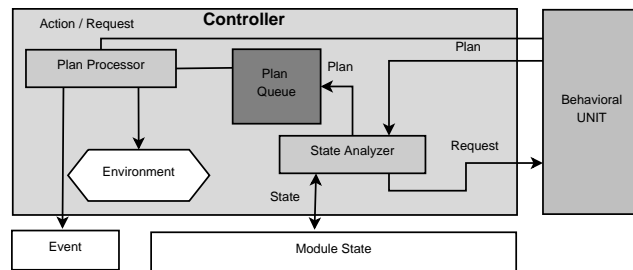 Controller
Action / Request
Plan Processor
Plan
Queue
Plan
Plan
Behavioral
UNIT
State Analyzer
Request
Environment
State
Event
Module State